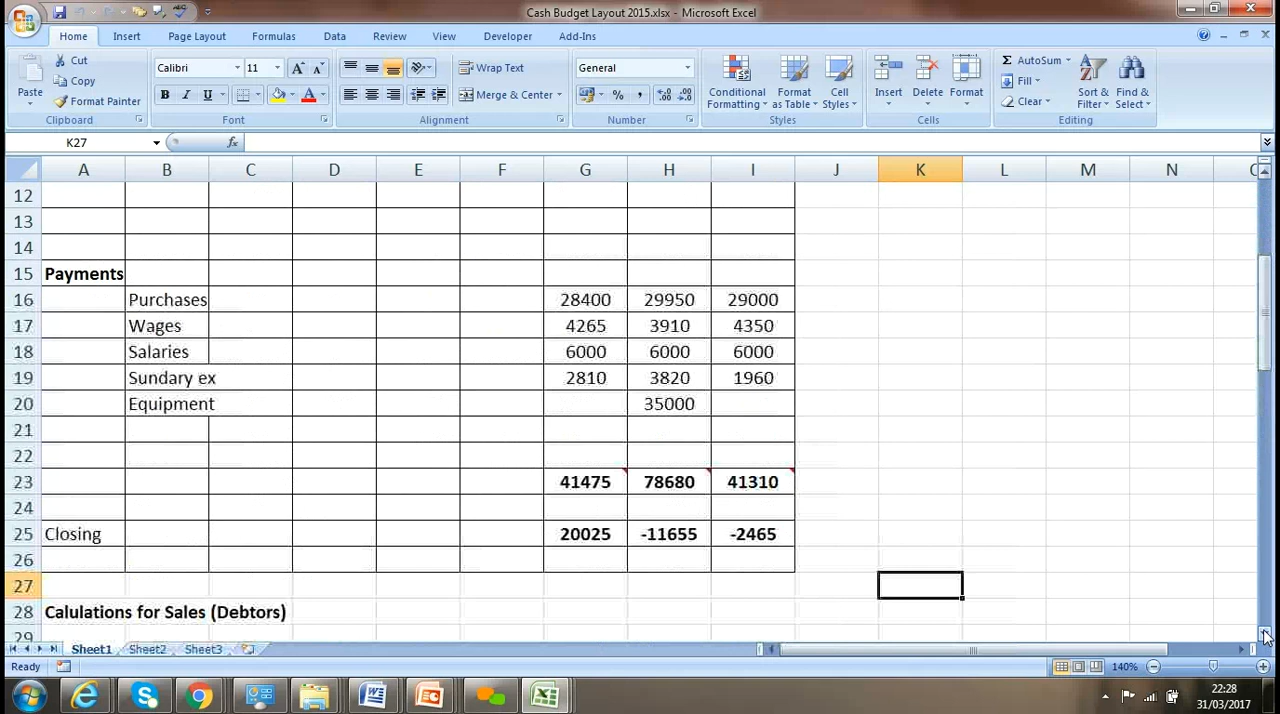 Cash Budget Layout 2015.xlsx - Microsoft Excel
Home Insert Page Layout Formulas Data Review View Developer Add-Ins
Paste
Cut
Copy
Format Painter
Calibri 11
B I U
Wrap Text
Merge & Center
General
Conditional Formatting
Format as Table
Cell Styles
Insert Delete Format
Σ AutoSum
Fill
Clear
Sort & Filter
Find & Select
Clipboard Font Alignment Number Styles Cells Editing
K27 fx
A B C D E F G H I J K L M N
12
13
14
15 Payments
16 Purchases 28400 29950 29000
17 Wages 4265 3910 4350
18 Salaries 6000 6000 6000
19 Sundary ex 2810 3820 1960
20 Equipment 35000
21
22
23 41475 78680 41310
24
25 Closing 20025 -11655 -2465
26
27
28 Calulations for Sales (Debtors)
29
Sheet1 Sheet2 Sheet3
Ready 140%
22:28
31/03/2017